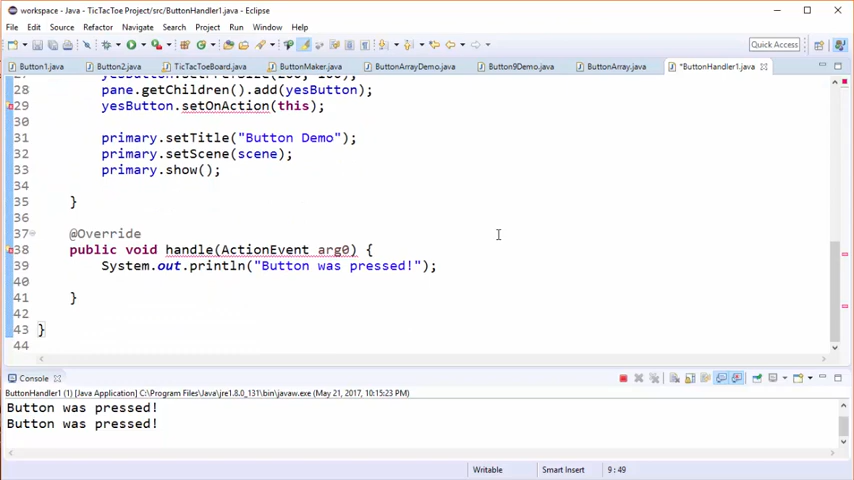 workspace - Java - TicTacToe Project/src/ButtonHandler1.java - Eclipse
File Edit Source Refactor Navigate Search Project Run Window Help
Quick Access
Button1.java Button2.java TicTacToeBoard.java ButtonMaker.java ButtonArrayDemo.java Button9Demo.java ButtonArray.java *ButtonHandler1.java
28 pane.getChildren().add(yesButton);
29 yesButton.setOnAction(this);
30
31 primary.setTitle("Button Demo");
32 primary.setScene(scene);
33 primary.show();
34
35 }
36
37 @Override
38 public void handle(ActionEvent arg0) {
39 System.out.println("Button was pressed!");
40
41 }
42
43 }
44
Console
ButtonHandler1 (1) [Java Application] C:\Program Files\Java\jre1.8.0_131\bin\javaw.exe (May 21, 2017, 10:15:23 PM)
Button was pressed!
Button was pressed!
Writable Smart Insert 9 : 49